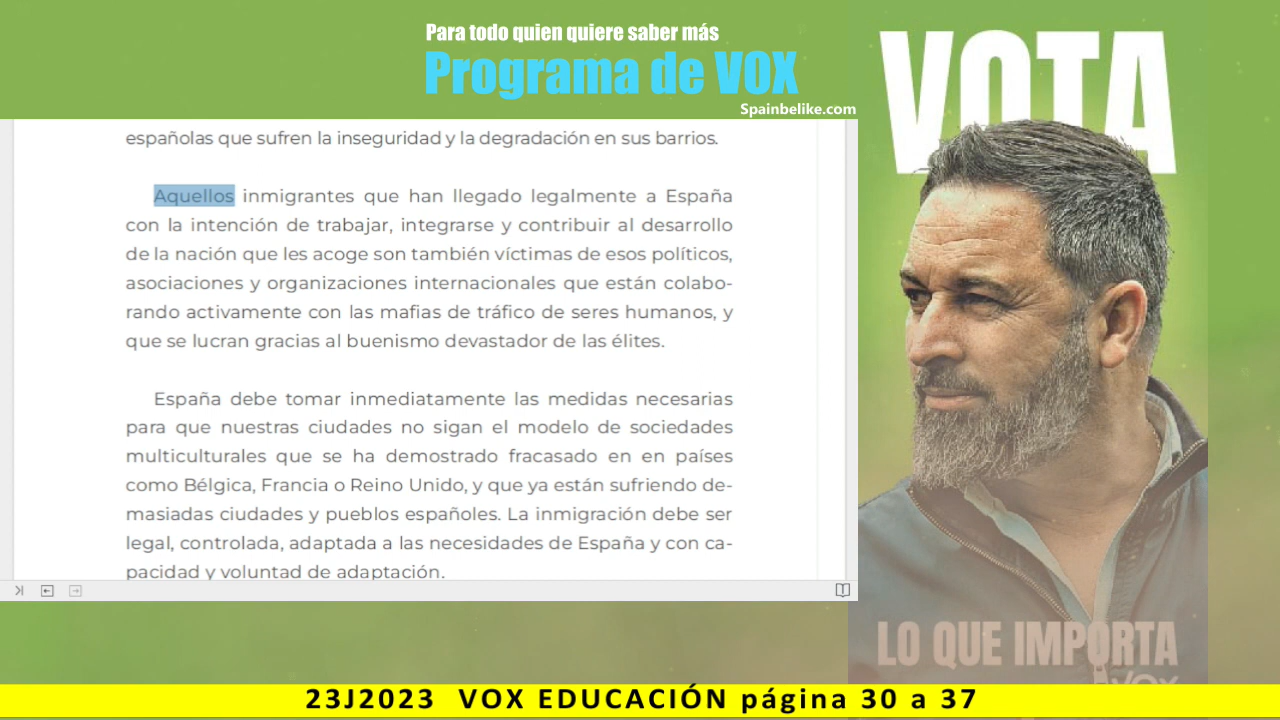 Para todo quien quiere saber más
Programa de VOX
Spainbelike.com
VOTA
españolas que sufren la inseguridad y la degradación en sus barrios.
Aquellos inmigrantes que han llegado legalmente a España
con la intención de trabajar, integrarse y contribuir al desarrollo
de la nación que les acoge son también víctimas de esos políticos,
asociaciones y organizaciones internacionales que están colabo-
rando activamente con las mafias de tráfico de seres humanos, y
que se lucran gracias al buenismo devastador de las élites.
España debe tomar inmediatamente las medidas necesarias
para que nuestras ciudades no sigan el modelo de sociedades
multiculturales que se ha demostrado fracasado en en países
como Bélgica, Francia o Reino Unido, y que ya están sufriendo de-
masiadas ciudades y pueblos españoles. La inmigración debe ser
legal, controlada, adaptada a las necesidades de España y con ca-
pacidad y voluntad de adaptación.
LO QUE IMPORTA
VOX
23J2023 VOX EDUCACIÓN página 30 a 37